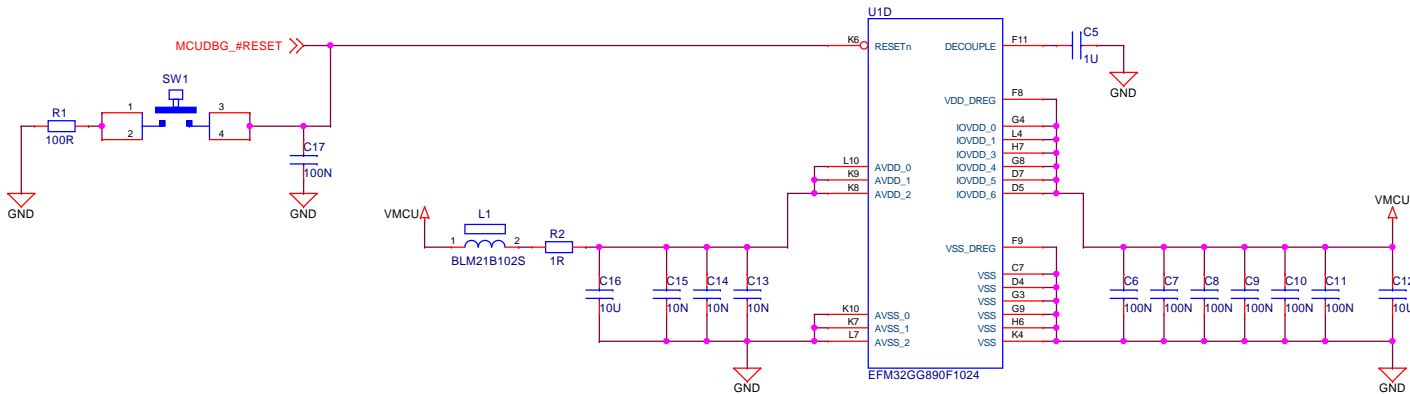 U1D
MCUDBG_#RESET
K6
RESETn
DECOUPLE
F11
C5
1U
GND
SW1
R1
100R
1
2
3
4
C17
100N
GND
GND
VDD_DREG
F8
IOVDD_0
G4
IOVDD_1
L4
IOVDD_3
H7
IOVDD_4
G8
IOVDD_5
D7
IOVDD_6
D5
L10
AVDD_0
K9
AVDD_1
K8
AVDD_2
VMCU
L1
1
2
BLM21B102S
R2
1R
C16
10U
C15
10N
C14
10N
C13
10N
K10
AVSS_0
K7
AVSS_1
L7
AVSS_2
GND
VSS_DREG
F9
VSS
C7
VSS
D4
VSS
G3
VSS
G9
VSS
H6
VSS
K4
EFM32GG890F1024
VMCU
C6
100N
C7
100N
C8
100N
C9
100N
C10
100N
C11
100N
C12
10U
GND